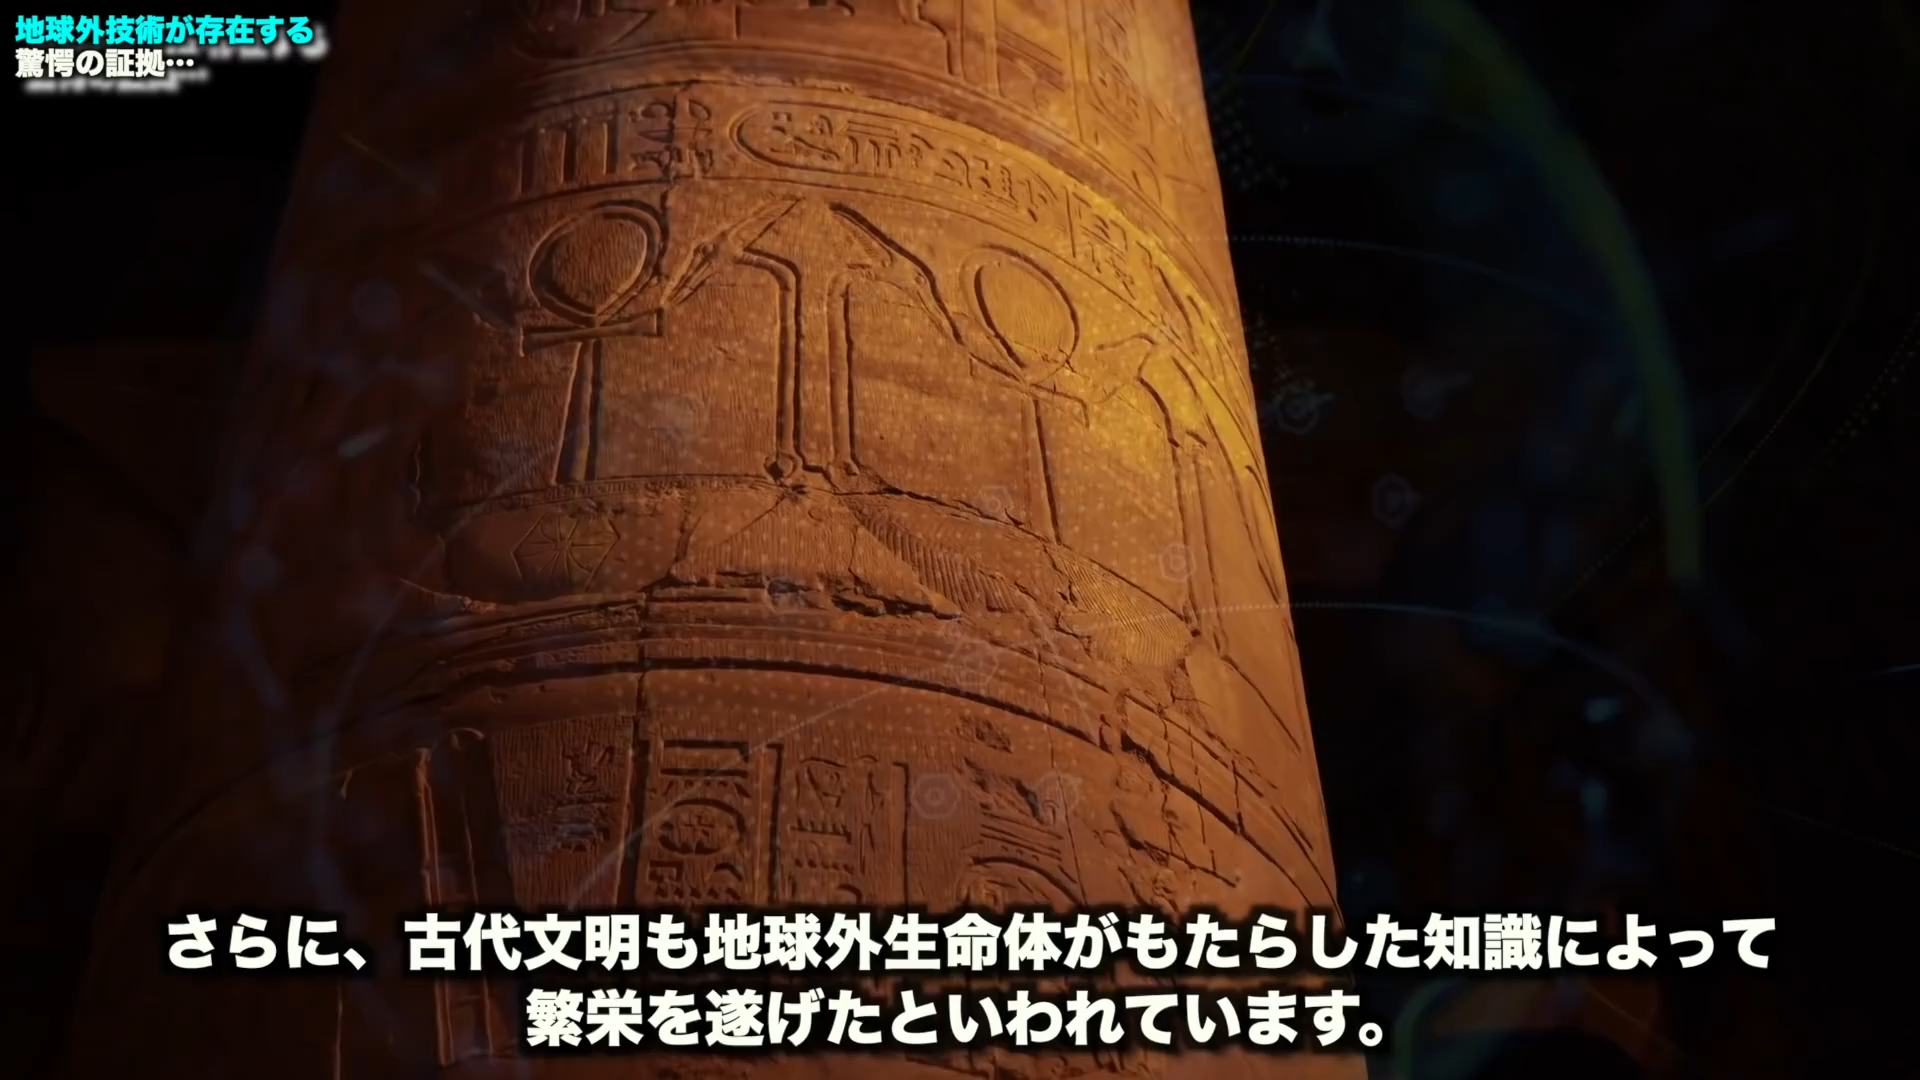 地球外技術が存在する
驚愕の証拠…
さらに、古代文明も地球外生命体がもたらした知識によって
繁栄を遂げたといわれています。